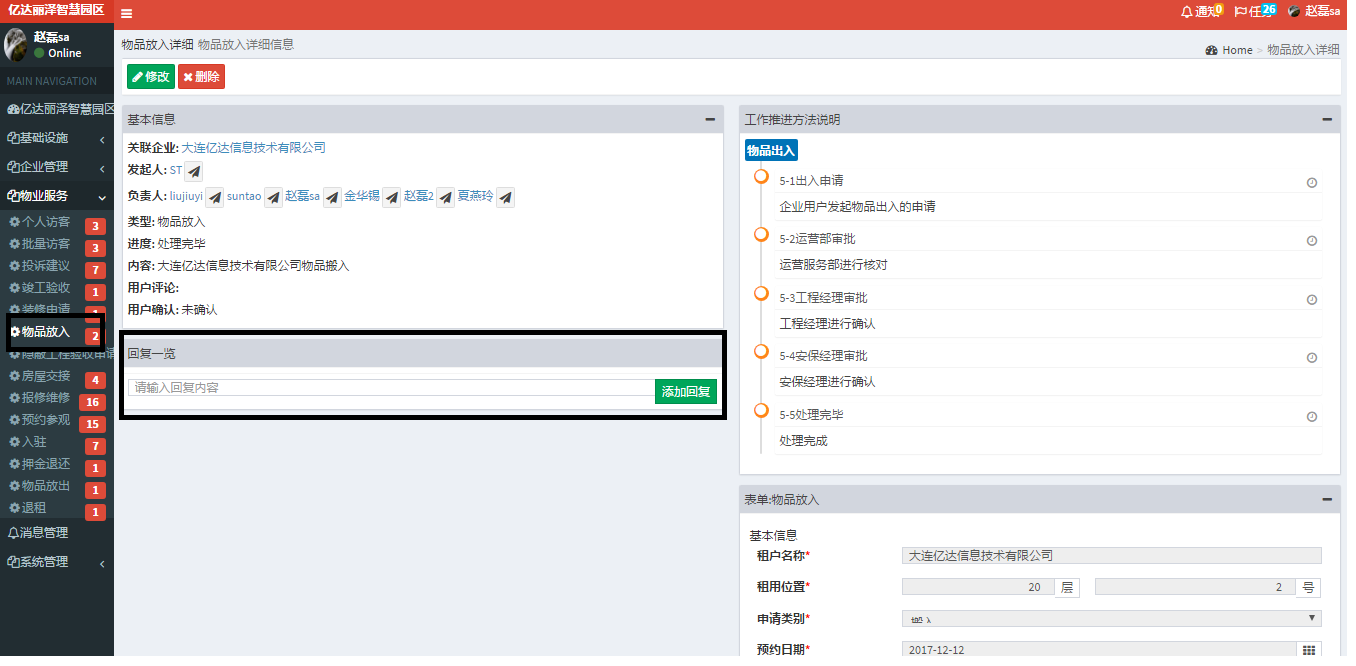 亿达丽泽智慧园区
通知 0
任务 26
赵磊sa
赵磊sa
Online
MAIN NAVIGATION
亿达丽泽智慧园区
基础设施
企业管理
物业服务
个人访客 3
批量访客 3
投诉建议 7
竣工验收 1
装修申请 1
物品放入 2
隐蔽工程验收申请
房屋交接 4
报修维修 16
预约参观 15
入驻 7
押金退还 1
物品放出 1
退租 1
消息管理
系统管理
物品放入详细 物品放入详细信息
Home > 物品放入详细
修改 删除
基本信息
关联企业: 大连亿达信息技术有限公司
发起人: ST
负责人: liujiuyi suntao 赵磊sa 金华锡 赵磊2 夏燕玲
类型: 物品放入
进度: 处理完毕
内容: 大连亿达信息技术有限公司物品搬入
用户评论:
用户确认: 未确认
回复一览
请输入回复内容 添加回复
工作推进方法说明
物品出入
5-1出入申请
企业用户发起物品出入的申请
5-2运营部审批
运营服务部进行核对
5-3工程经理审批
工程经理进行确认
5-4安保经理审批
安保经理进行确认
5-5处理完毕
处理完成
表单:物品放入
基本信息
租户名称* 大连亿达信息技术有限公司
租用位置* 20 层 2 号
申请类别*
预约日期* 2017-12-12